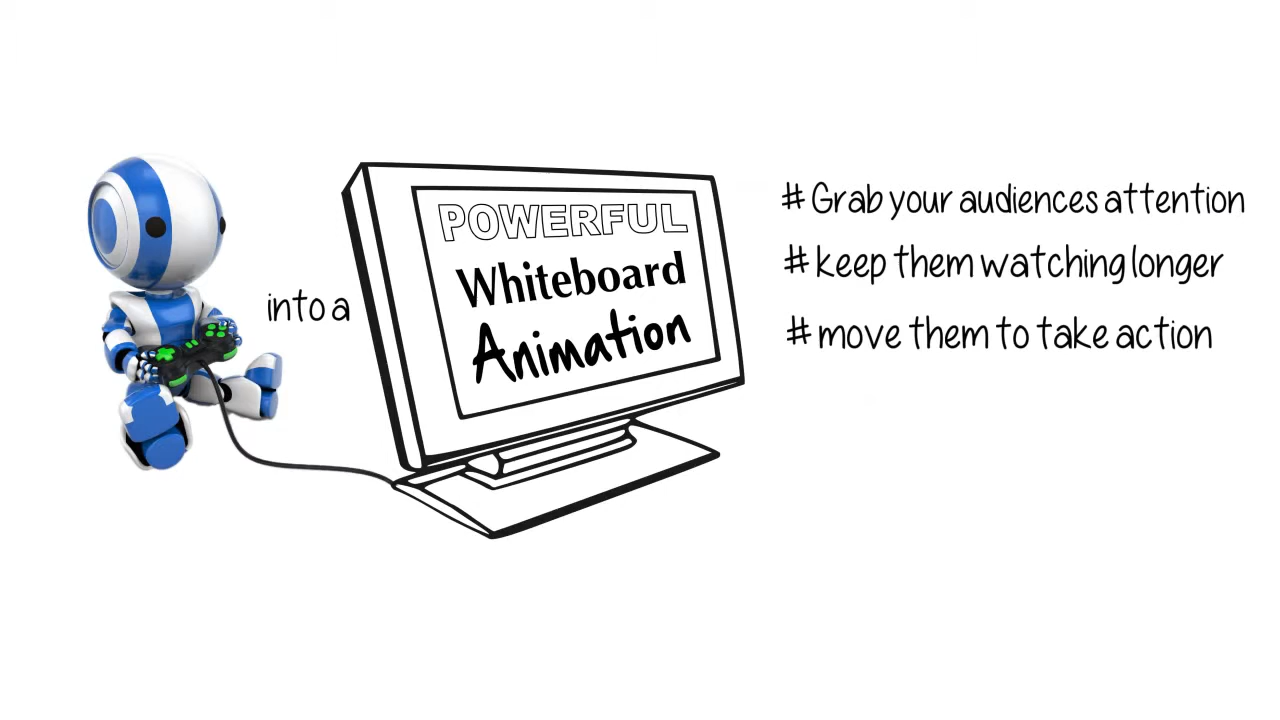 into a
POWERFUL
Whiteboard
Animation
# Grab your audiences attention
# keep them watching longer
# move them to take action